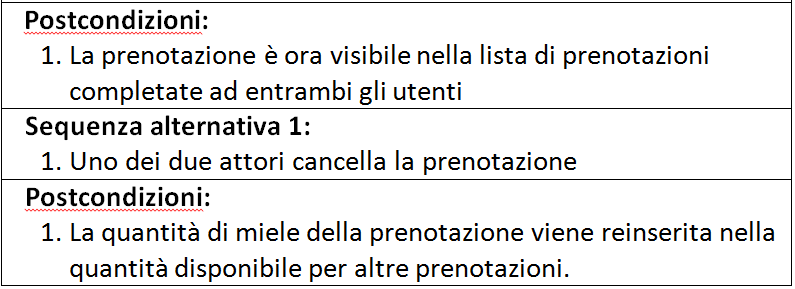 Postcondizioni:
1. La prenotazione è ora visibile nella lista di prenotazioni
completate ad entrambi gli utenti
Sequenza alternativa 1:
1. Uno dei due attori cancella la prenotazione
Postcondizioni:
1. La quantità di miele della prenotazione viene reinserita nella
quantità disponibile per altre prenotazioni.